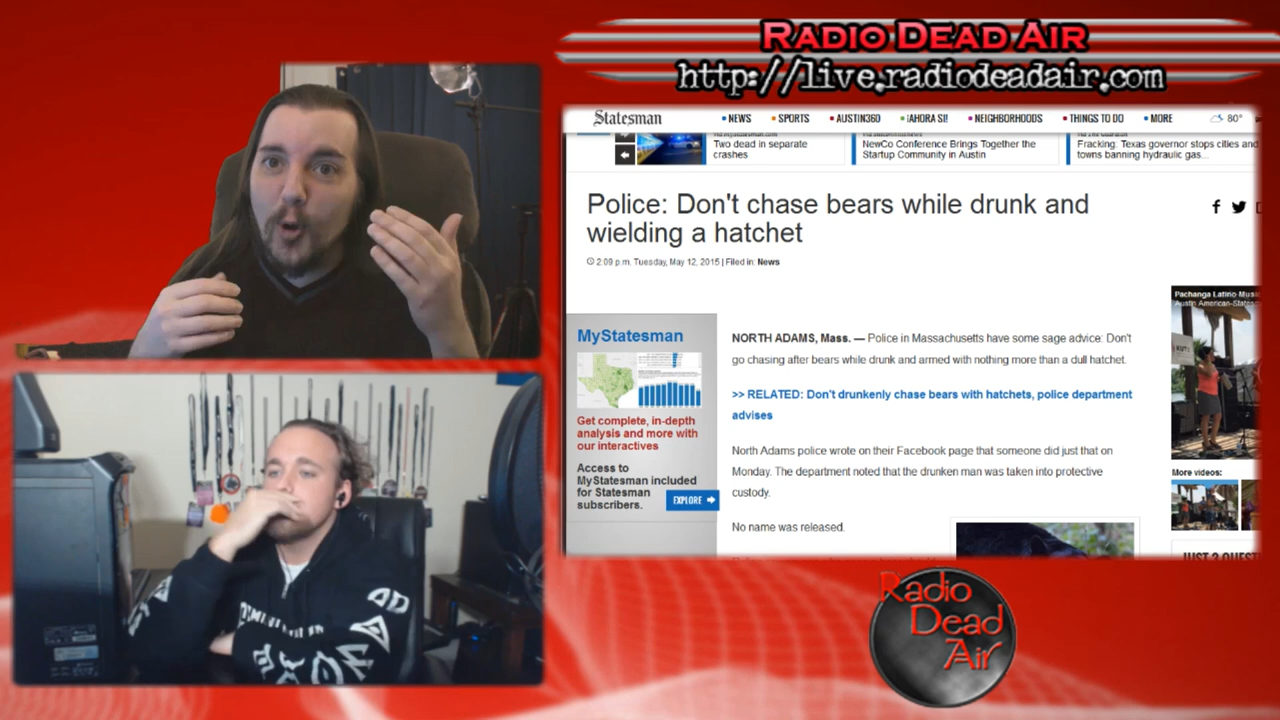 RADIO DEAD AIR
http://live.radiodeadair.com
Statesman
NEWS
SPORTS
AUSTIN360
¡AHORA SI!
NEIGHBORHOODS
THINGS TO DO
MORE
80°
Two dead in separate
crashes
NewCo Conference Brings Together the
Startup Community in Austin
Fracking: Texas governor stops cities and
towns banning hydraulic gas...
Police: Don't chase bears while drunk and
wielding a hatchet
2:09 p.m. Tuesday, May 12, 2015 | Filed in: News
Pachanga Latino Music
Austin American-States
MyStatesman
Get complete, in-depth
analysis and more with
our interactives
Access to
MyStatesman included
for Statesman
subscribers.
EXPLORE
NORTH ADAMS, Mass. — Police in Massachusetts have some sage advice: Don't
go chasing after bears while drunk and armed with nothing more than a dull hatchet.
>> RELATED: Don't drunkenly chase bears with hatchets, police department
advises
North Adams police wrote on their Facebook page that someone did just that on
Monday. The department noted that the drunken man was taken into protective
custody.
No name was released.
More videos:
JUST 3 QUEST
Radio
Dead
Air